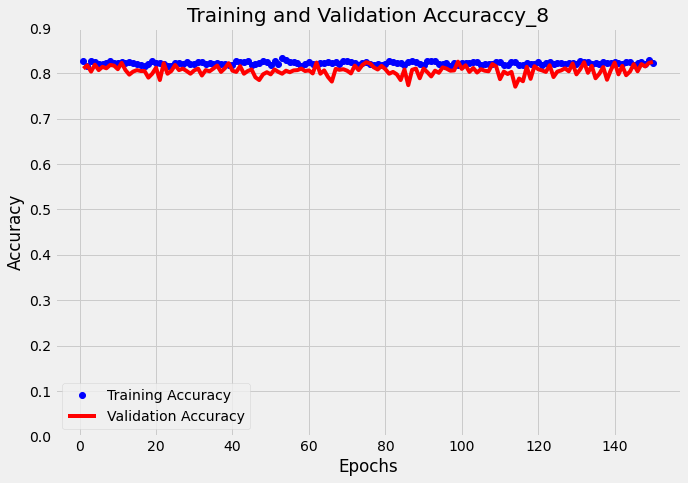 Training and Validation Accuraccy_8
0.9
0.8
0.7
0.6
0.5
0.4
0.3
0.2
0.1
0.0
Accuracy
Training Accuracy
Validation Accuracy
0 20 40 60 80 100 120 140
Epochs